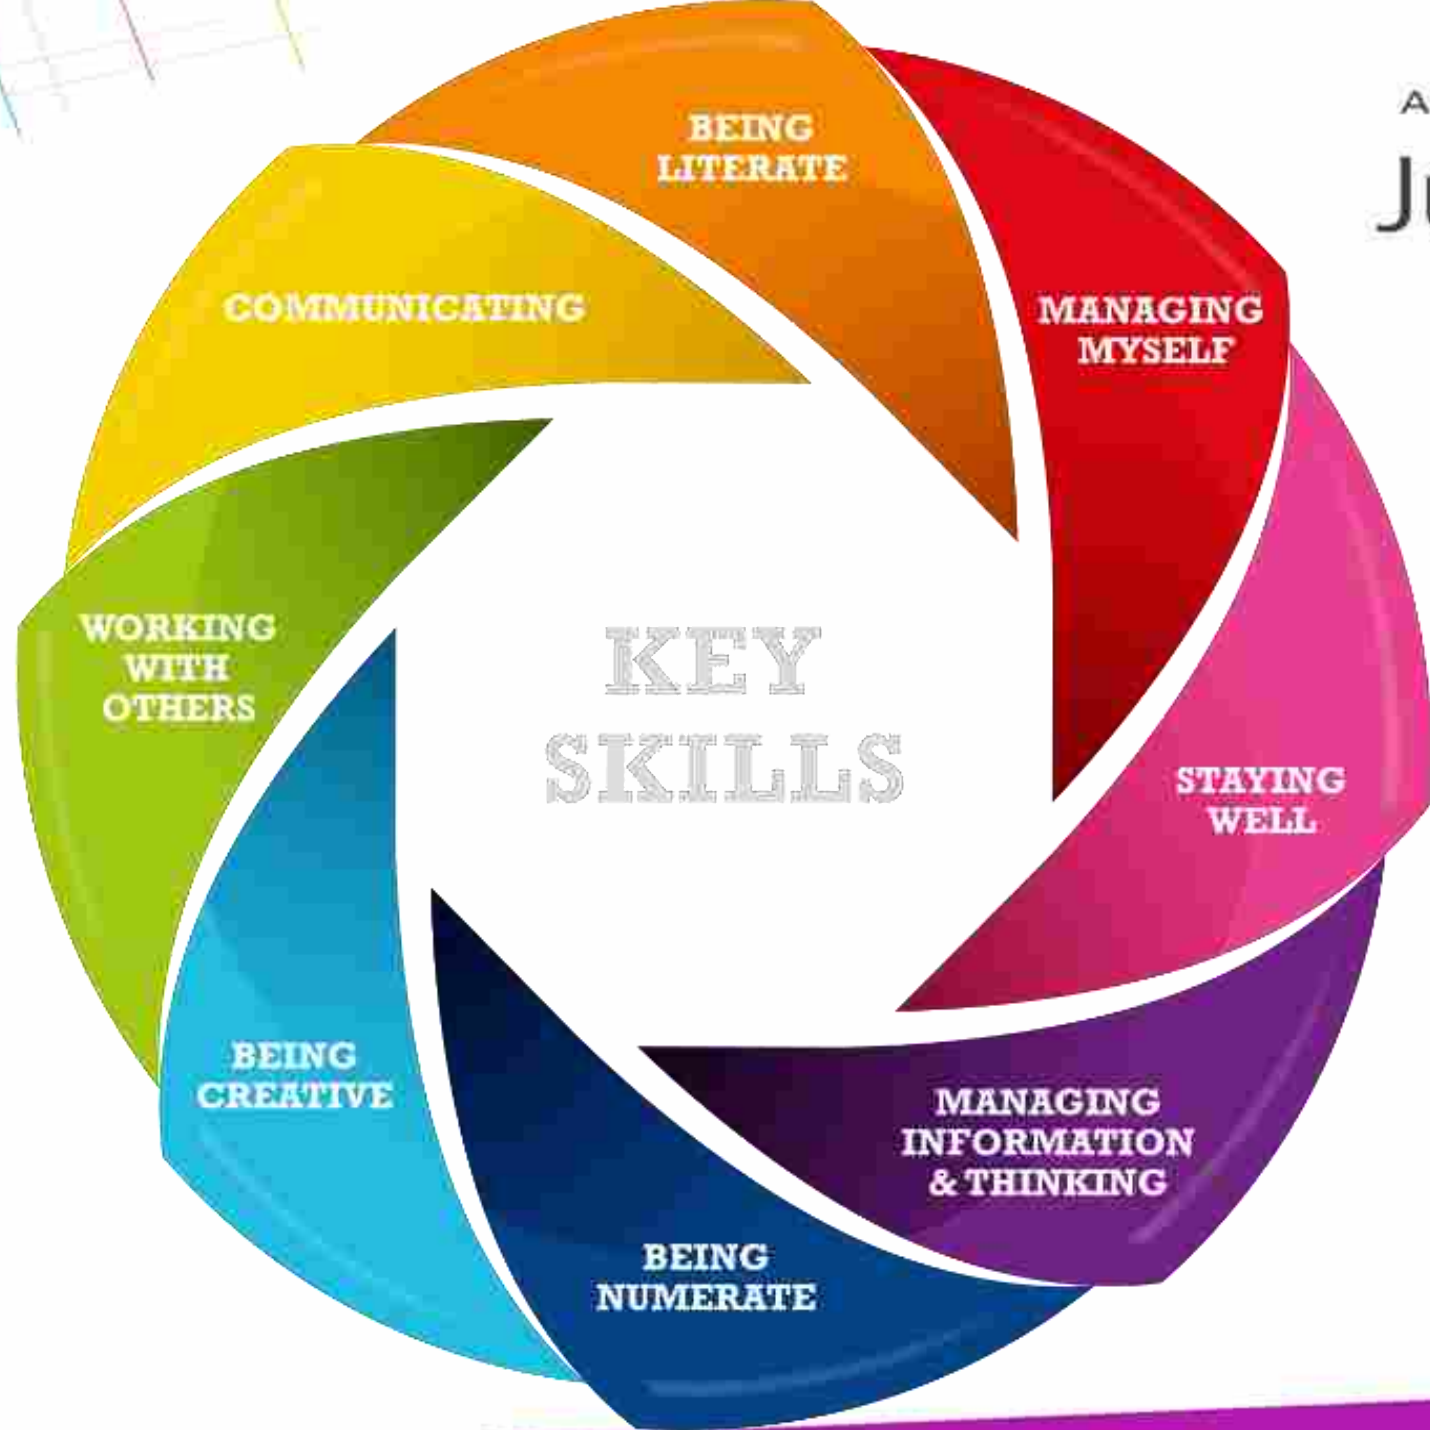 BEING
LITERATE
MANAGING
MYSELF
COMMUNICATING
WORKING
WITH
OTHERS
KEY
SKILLS
STAYING
WELL
BEING
CREATIVE
MANAGING
INFORMATION
& THINKING
BEING
NUMERATE